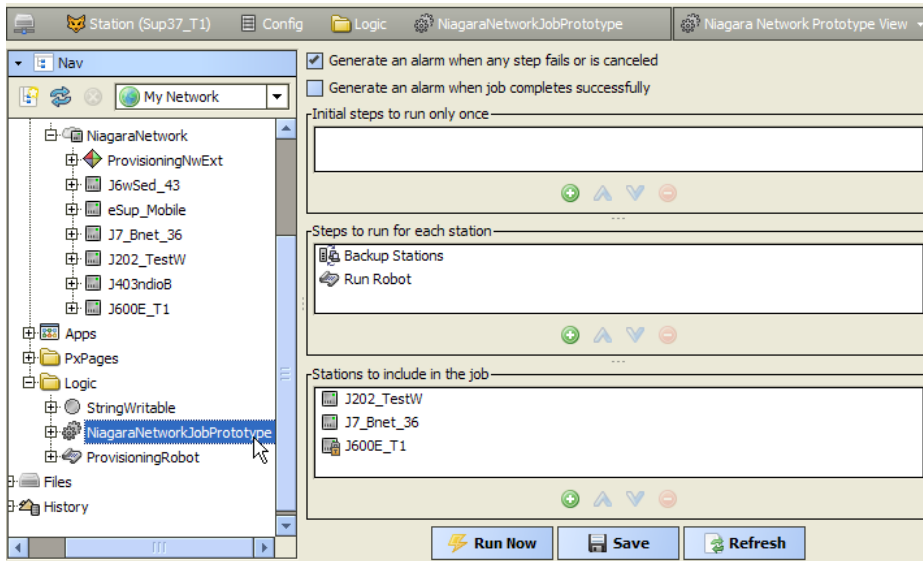 Station (Sup37_T1) Config Logic NiagaraNetworkJobPrototype Niagara Network Prototype View
Nav
My Network
NiagaraNetwork
ProvisioningNwExt
J6wSed_43
eSup_Mobile
J7_Bnet_36
J202_TestW
J403ndioB
J600E_T1
Apps
PxPages
Logic
StringWritable
NiagaraNetworkJobPrototype
ProvisioningRobot
Files
History
Generate an alarm when any step fails or is canceled
Generate an alarm when job completes successfully
Initial steps to run only once
Steps to run for each station
Backup Stations
Run Robot
Stations to include in the job
J202_TestW
J7_Bnet_36
J600E_T1
Run Now Save Refresh